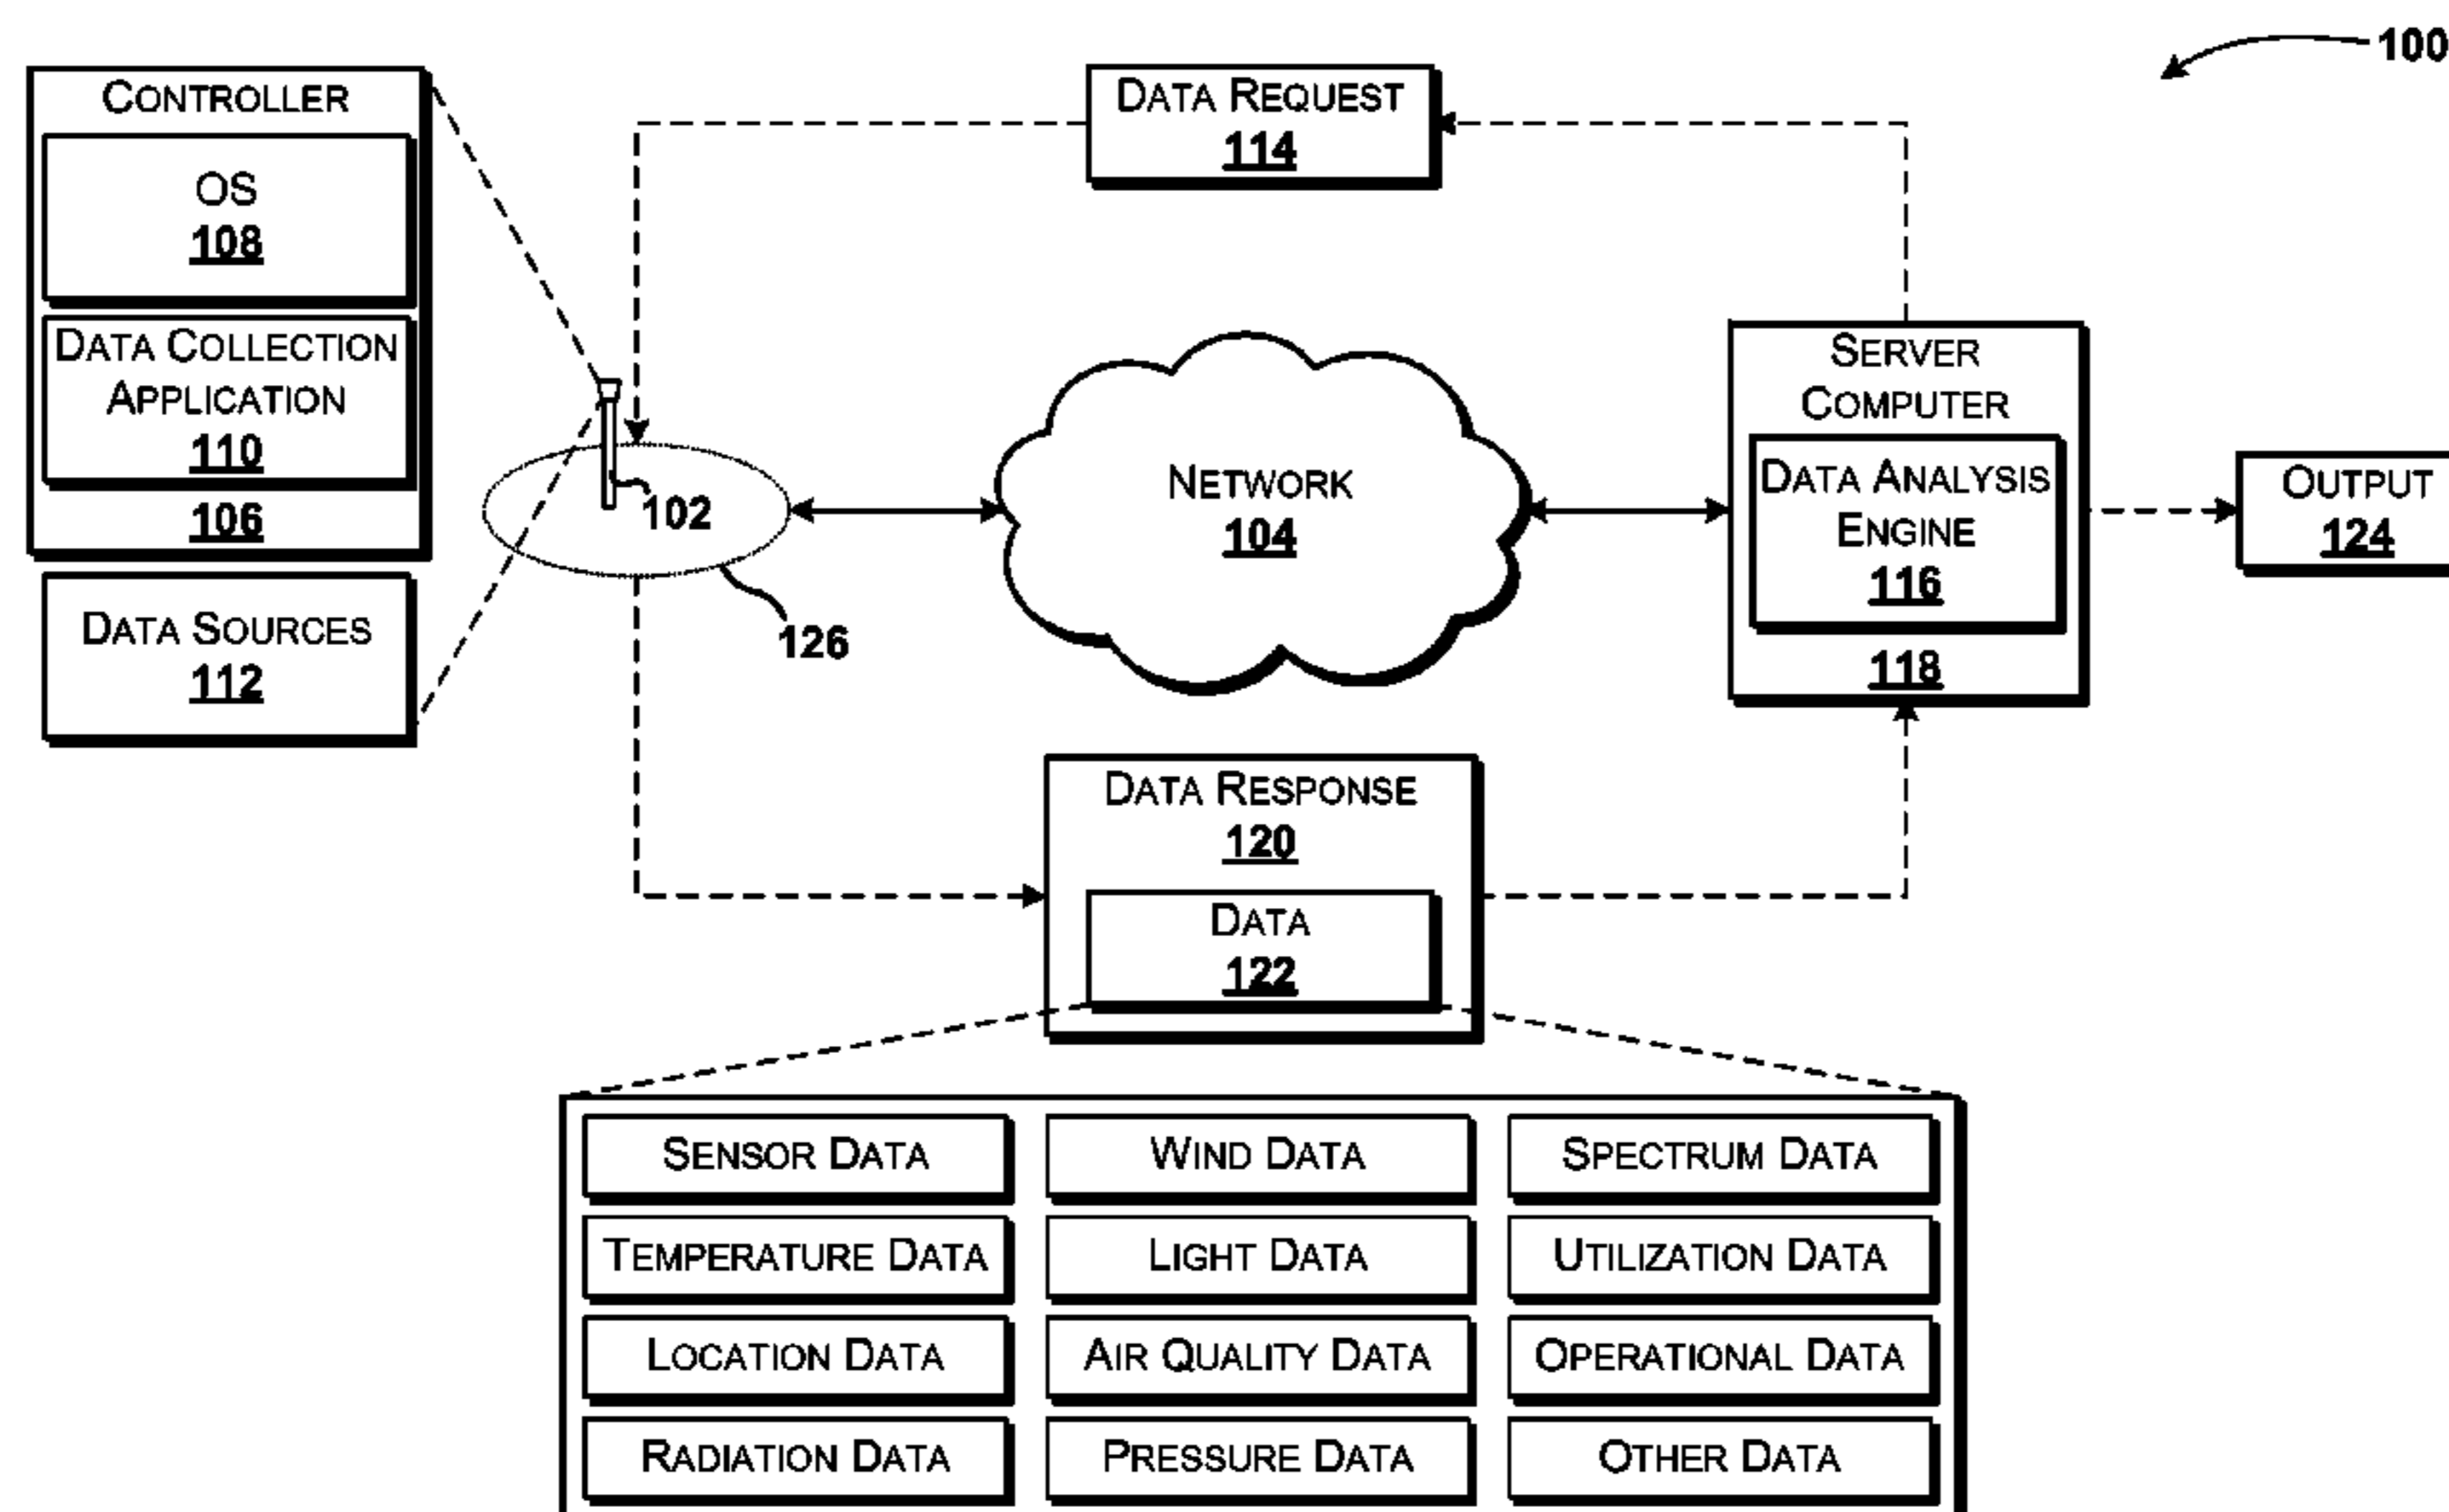 100
CONTROLLER
OS
108
DATA COLLECTION
APPLICATION
110
106
DATA SOURCES
112
DATA REQUEST
114
102
126
NETWORK
104
SERVER
COMPUTER
DATA ANALYSIS
ENGINE
116
118
OUTPUT
124
DATA RESPONSE
120
DATA
122
SENSOR DATA
WIND DATA
SPECTRUM DATA
TEMPERATURE DATA
LIGHT DATA
UTILIZATION DATA
LOCATION DATA
AIR QUALITY DATA
OPERATIONAL DATA
RADIATION DATA
PRESSURE DATA
OTHER DATA